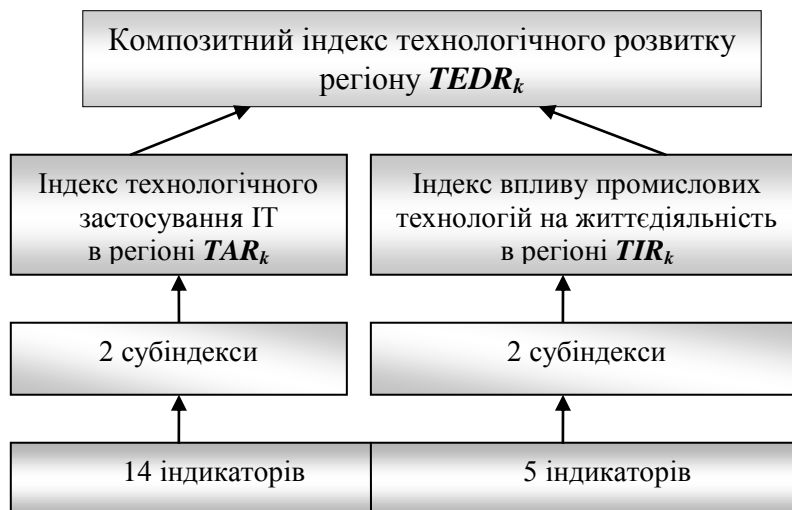 Композитний індекс технологічного розвитку
регіону TEDRk
Індекс технологічного
застосування ІТ
в регіоні TARk
Індекс впливу промислових
технологій на життєдіяльність
в регіоні TIRk
2 субіндекси
2 субіндекси
14 індикаторів
5 індикаторів